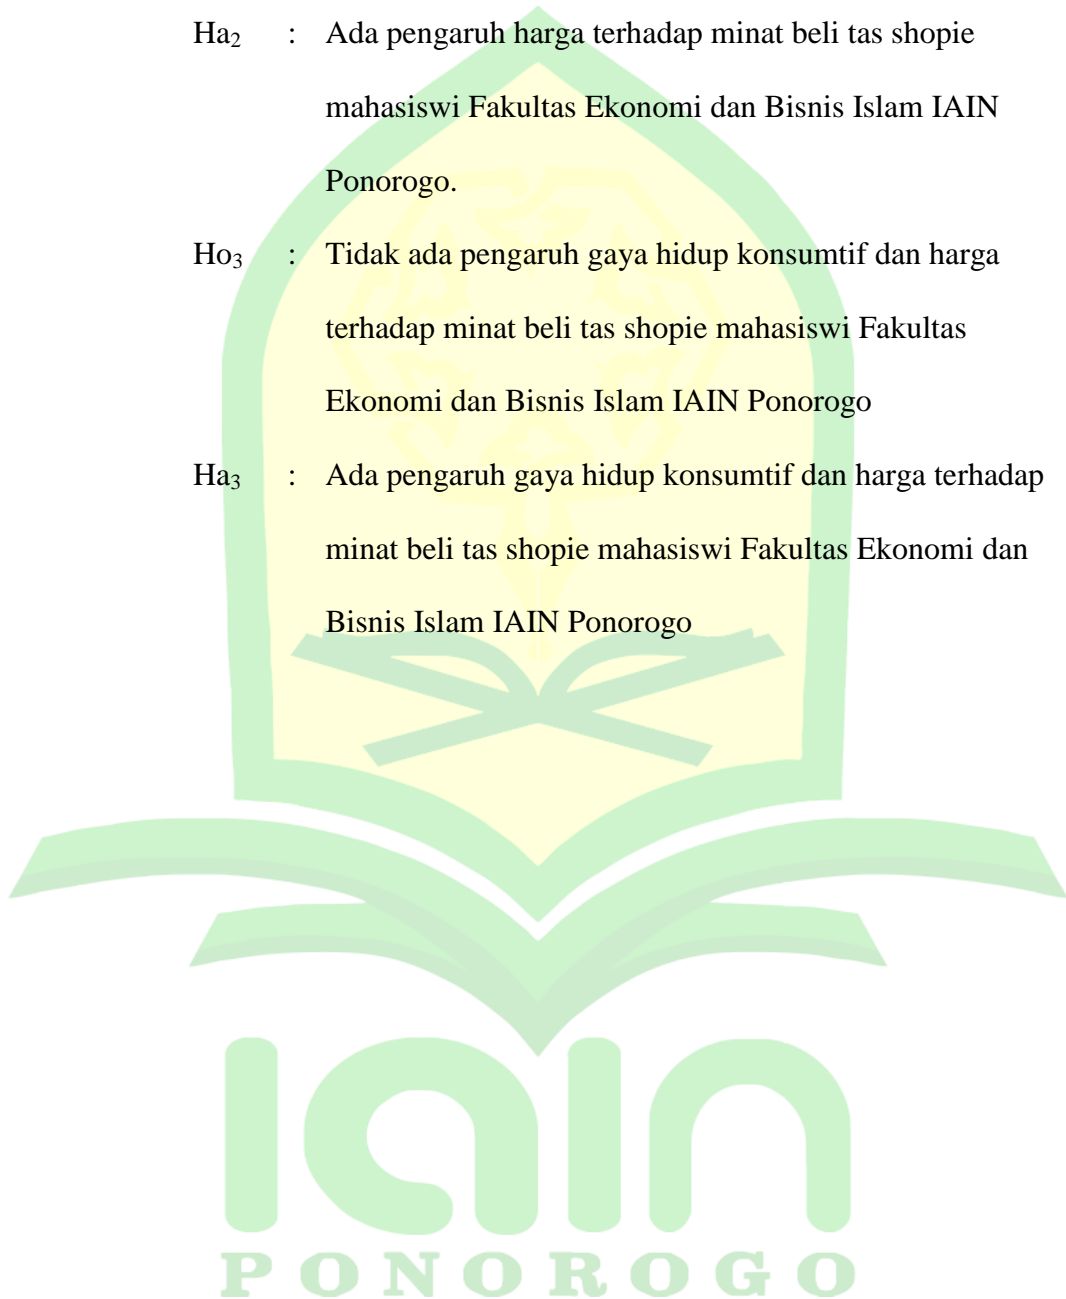 Ha₂ : Ada pengaruh harga terhadap minat beli tas shopie
mahasiswi Fakultas Ekonomi dan Bisnis Islam IAIN
Ponorogo.
Ho₃ : Tidak ada pengaruh gaya hidup konsumtif dan harga
terhadap minat beli tas shopie mahasiswi Fakultas
Ekonomi dan Bisnis Islam IAIN Ponorogo
Ha₃ : Ada pengaruh gaya hidup konsumtif dan harga terhadap
minat beli tas shopie mahasiswi Fakultas Ekonomi dan
Bisnis Islam IAIN Ponorogo
iain
PONOROGO